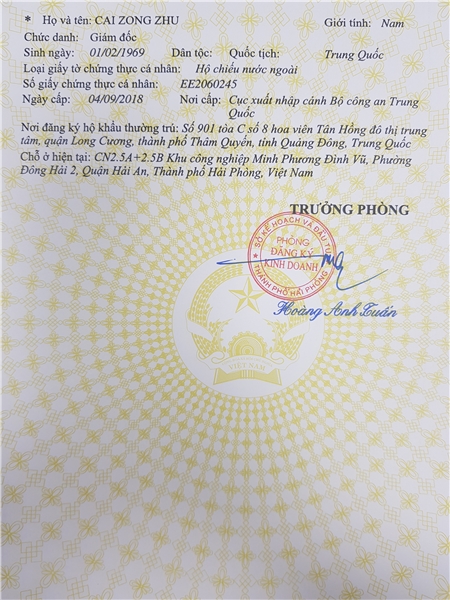 * Họ và tên: CAI ZONG ZHU Giới tính: Nam
Chức danh: Giám đốc
Sinh ngày: 01/02/1969 Dân tộc: Quốc tịch: Trung Quốc
Loại giấy tờ chứng thực cá nhân: Hộ chiếu nước ngoài
Số giấy chứng thực cá nhân: EE2060245
Ngày cấp: 04/09/2018 Nơi cấp: Cục xuất nhập cảnh Bộ công an Trung
Quốc
Nơi đăng ký hộ khẩu thường trú: Số 901 tòa C số 8 hoa viên Tân Hồng đô thị trung
tâm, quận Long Cương, thành phố Thâm Quyến, tỉnh Quảng Đông, Trung Quốc
Chỗ ở hiện tại: CN2.5A+2.5B Khu công nghiệp Minh Phương Đình Vũ, Phường
Đông Hải 2, Quận Hải An, Thành phố Hải Phòng, Việt Nam
TRƯỞNG PHÒNG
SỞ KẾ HOẠCH VÀ ĐẦU TƯ
PHÒNG
ĐĂNG KÝ
KINH DOANH
THÀNH PHỐ HẢI PHÒNG
Hoàng Anh Tuấn
VIỆT NAM